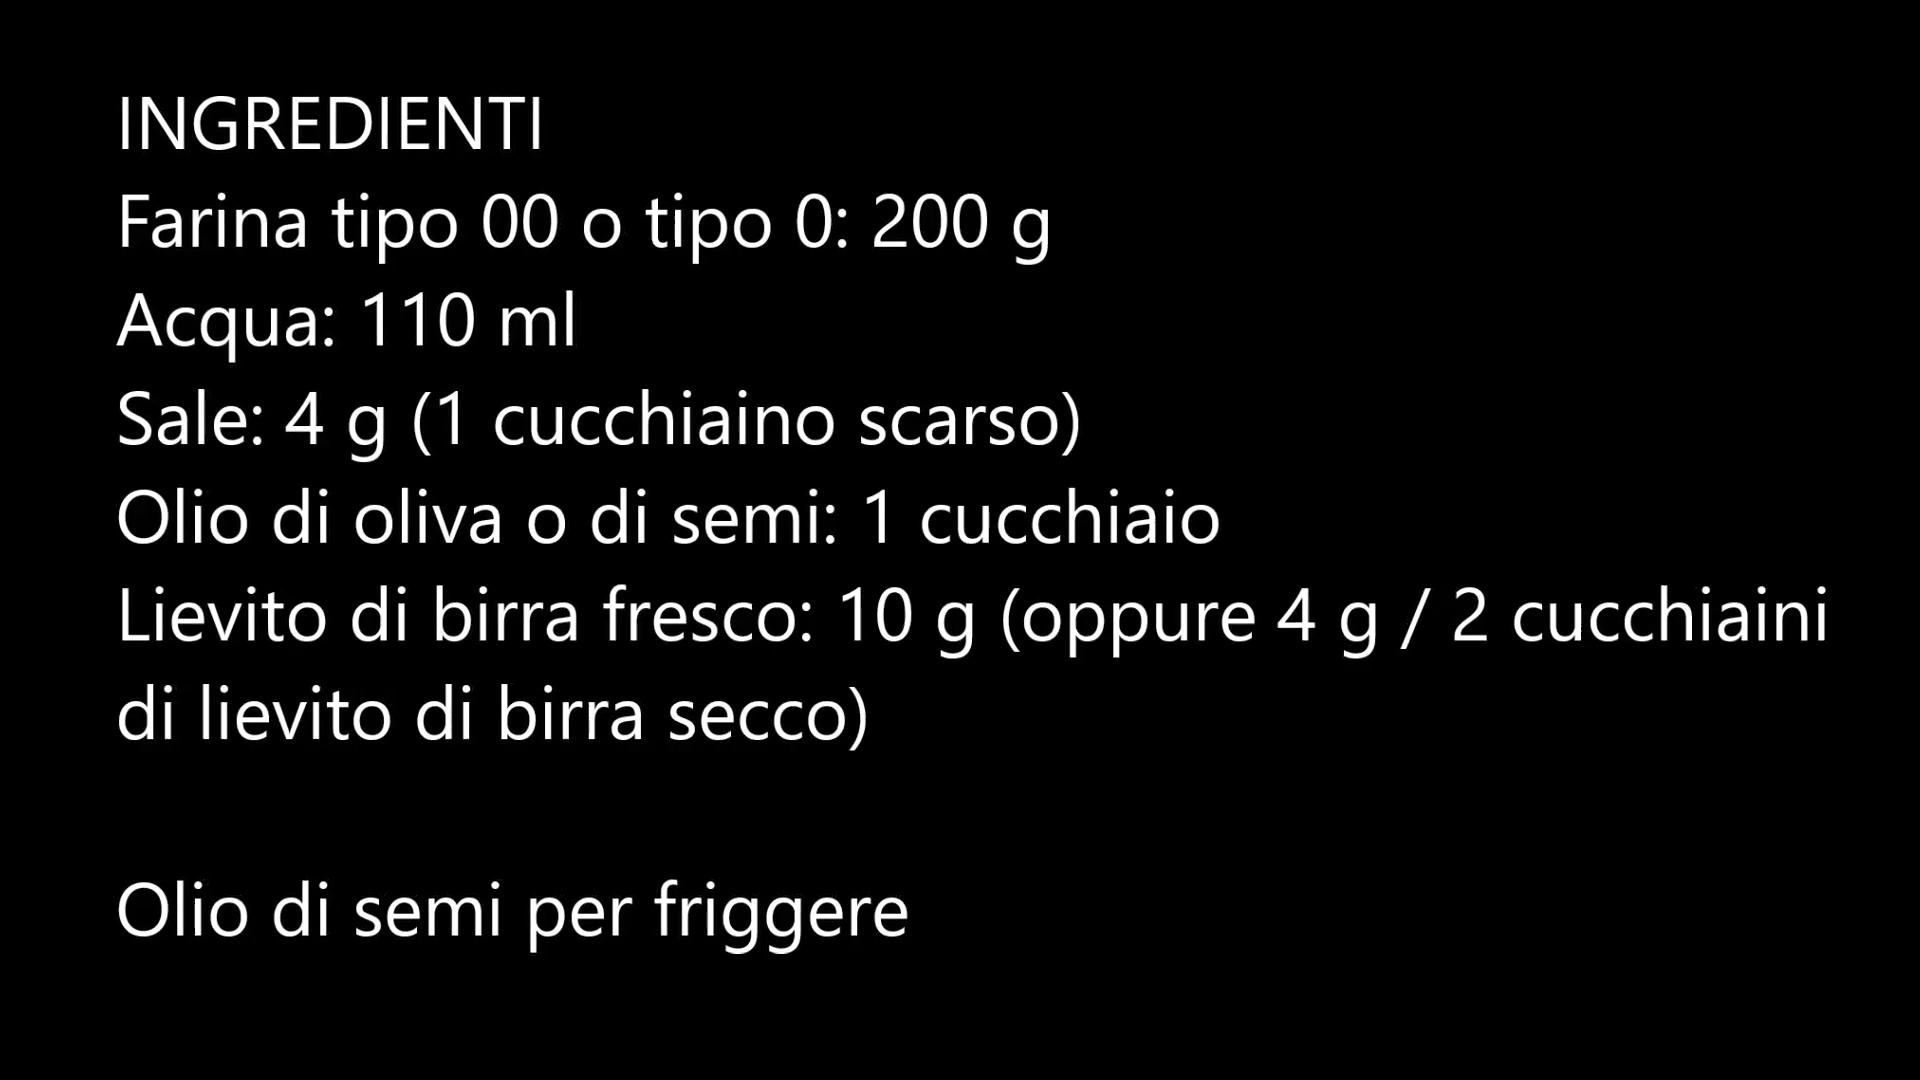 INGREDIENTI
Farina tipo 00 o tipo 0: 200 g
Acqua: 110 ml
Sale: 4 g (1 cucchiaino scarso)
Olio di oliva o di semi: 1 cucchiaio
Lievito di birra fresco: 10 g (oppure 4 g / 2 cucchiaini
di lievito di birra secco)
Olio di semi per friggere